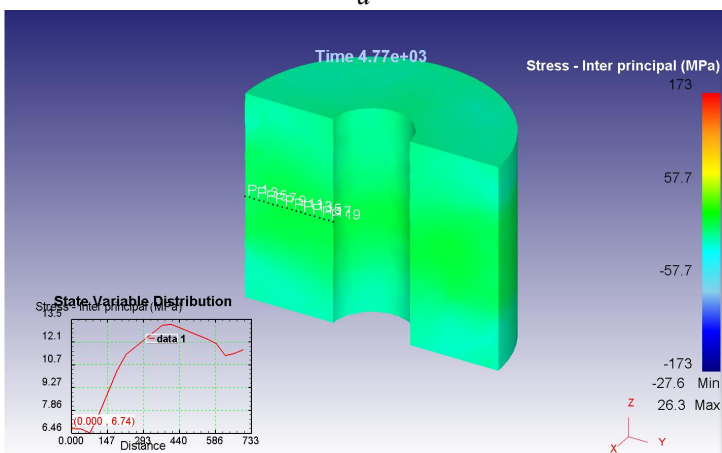 a
Time 4.77e+03
Stress - Inter principal (MPa)
173
57.7
-57.7
-173
-27.6 Min
26.3 Max
State Variable Distribution
Stress - Inter principal (MPa)
13.5
12.1
10.7
9.27
7.86
6.46
data 1
(0.000 , 6.74)
0.000 147 293 440 586 733
Distance
Z
X
Y